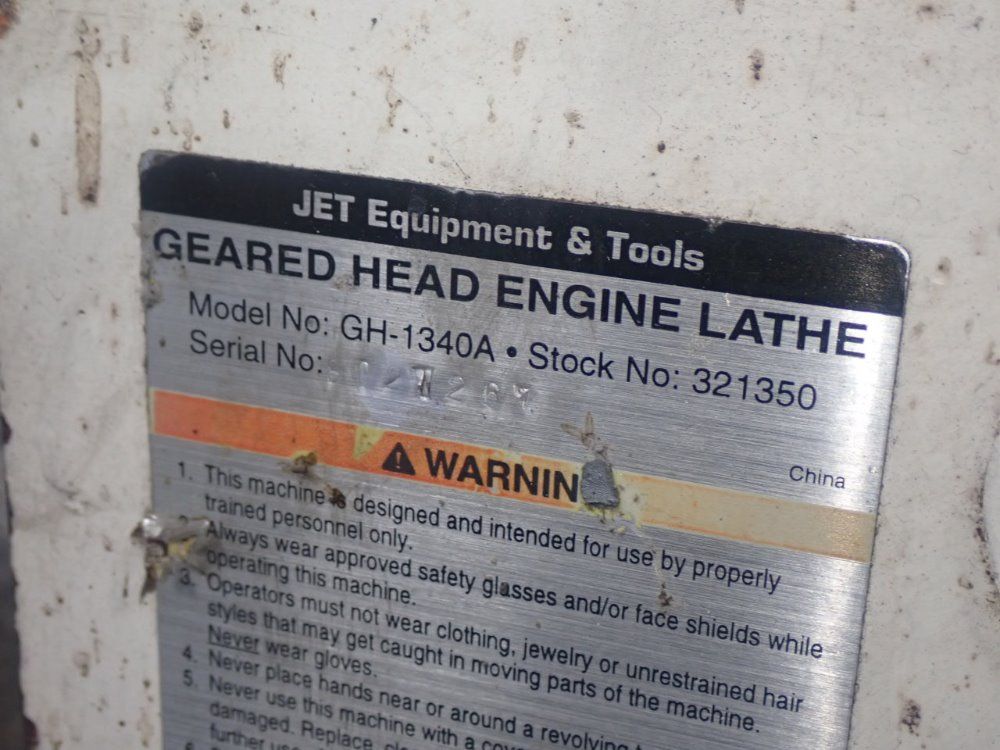 JET Equipment & Tools
GEARED HEAD ENGINE LATHE
Model No: GH-1340A • Stock No: 321350
Serial No:
China
WARNIN
1. This machine is designed and intended for use by properly
trained personnel only.
Always wear approved safety glasses and/or face shields while
operating this machine.
3. Operators must not wear clothing, jewelry or unrestrained hair
styles that may get caught in moving parts of the machine.
Never wear gloves.
4. Never place hands near or around a revolving
5. Never use this machine with a
damaged. Replace
further